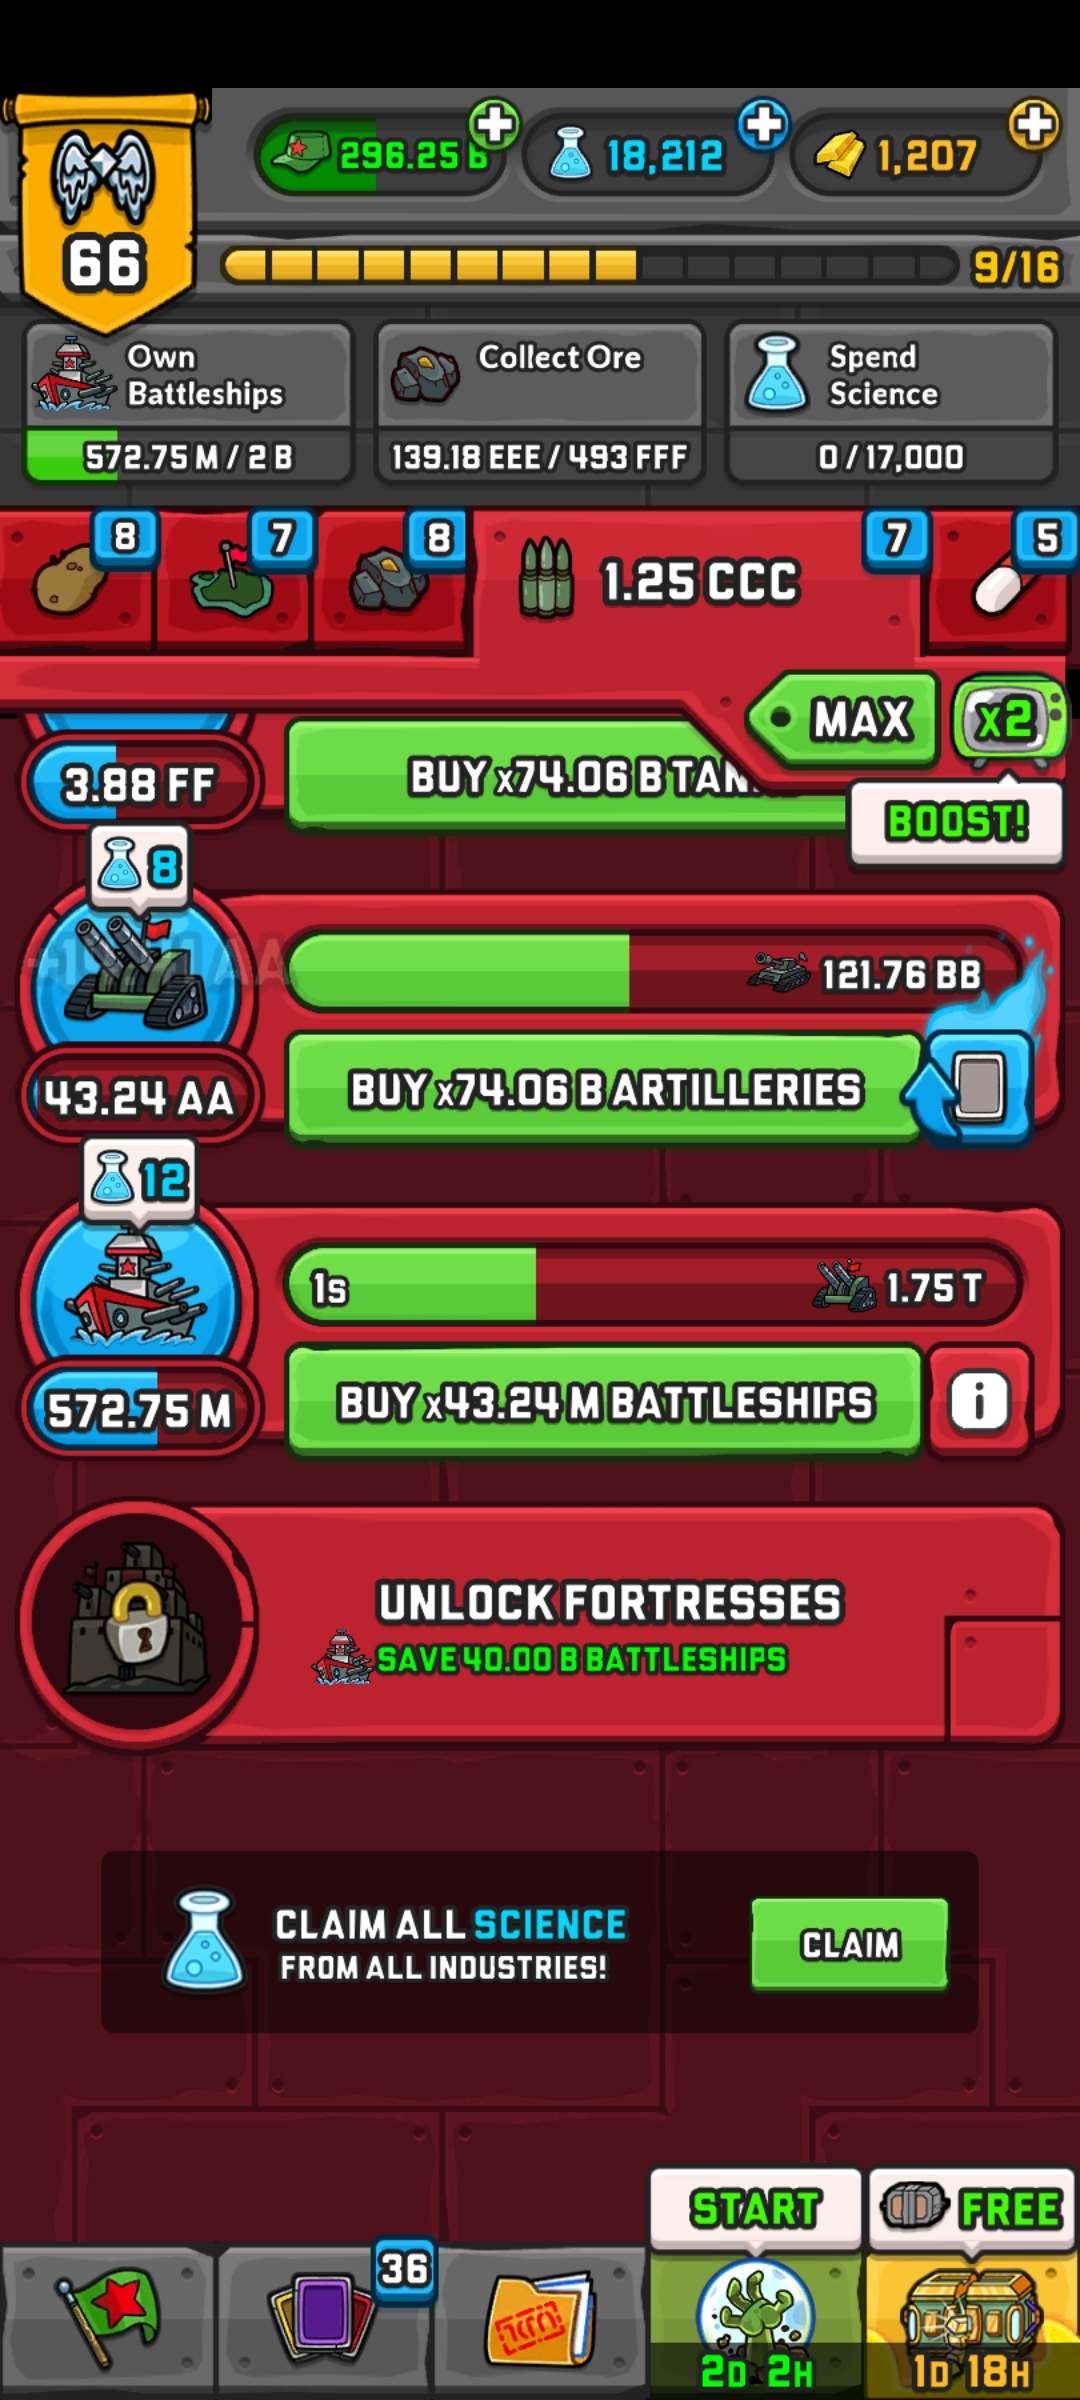 296.25 B
18,212
1,207
66
9/16
Own
Battleships
572.75 M / 2 B
Collect Ore
139.18 EEE / 493 FFF
Spend
Science
0 / 17,000
8
7
8
1.25 CCC
7
5
MAX
x2
BOOST!
3.88 FF
BUY x74.06 B TAN
8
121.76 BB
43.24 AA
BUY x74.06 B ARTILLERIES
12
1s
1.75 T
572.75 M
BUY x43.24 M BATTLESHIPS
i
UNLOCK FORTRESSES
SAVE 40.00 B BATTLESHIPS
CLAIM ALL SCIENCE
FROM ALL INDUSTRIES!
CLAIM
START
FREE
36
2D 2H
1D 18H